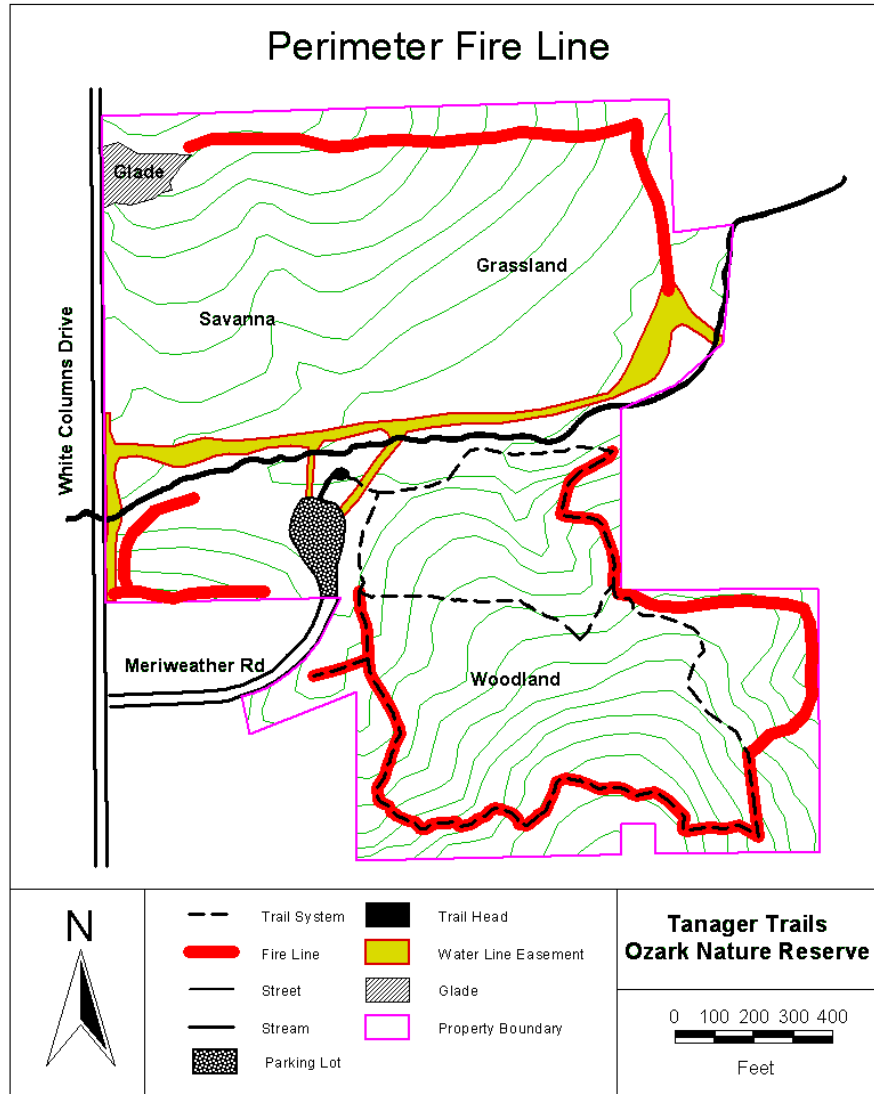 Perimeter Fire Line
Glade
Grassland
Savanna
White Columns Drive
Meriweather Rd
Woodland
N
Trail System
Fire Line
Street
Stream
Parking Lot
Trail Head
Water Line Easement
Glade
Property Boundary
Tanager Trails
Ozark Nature Reserve
0 100 200 300 400
Feet